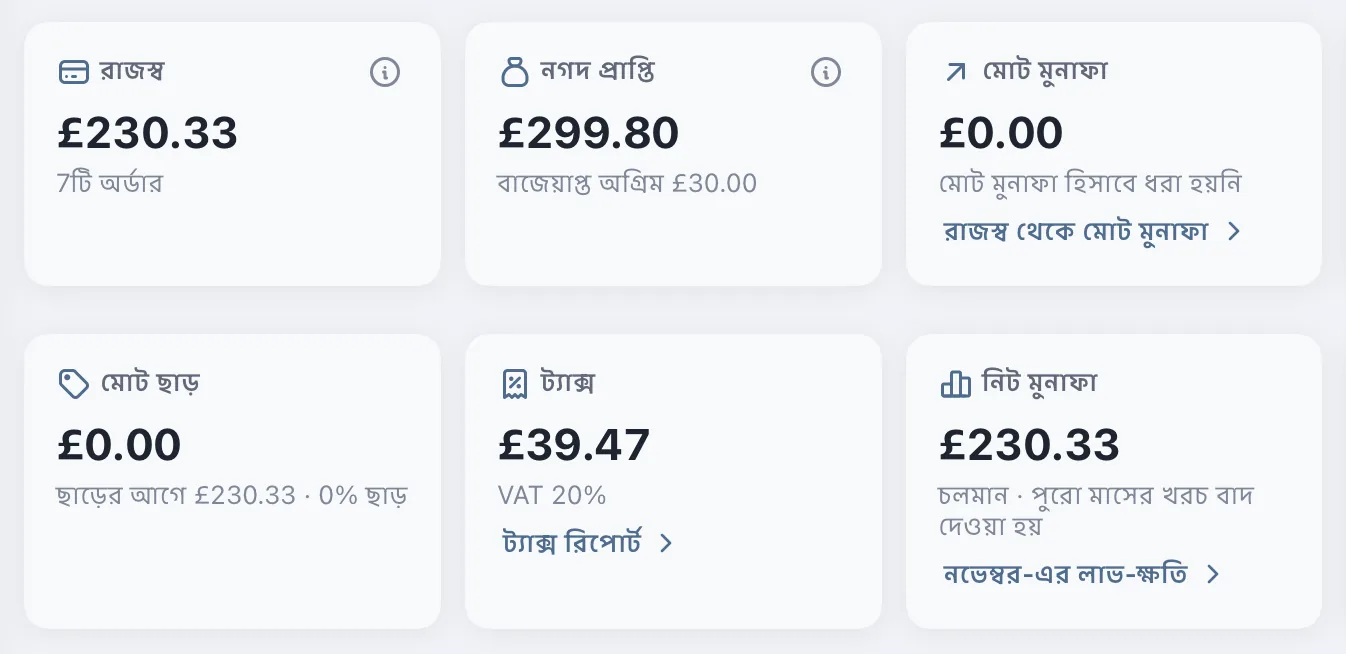 রাজস্ব
£230.33
7টি অর্ডার
নগদ প্রাপ্তি
£299.80
বাজেয়াপ্ত অগ্রিম £30.00
মোট মুনাফা
£0.00
মোট মুনাফা হিসাবে ধরা হয়নি
রাজস্ব থেকে মোট মুনাফা
মোট ছাড়
£0.00
ছাড়ের আগে £230.33 · 0% ছাড়
ট্যাক্স
£39.47
VAT 20%
ট্যাক্স রিপোর্ট
নিট মুনাফা
£230.33
চলমান · পুরো মাসের খরচ বাদ
দেওয়া হয়
নভেম্বর-এর লাভ-ক্ষতি